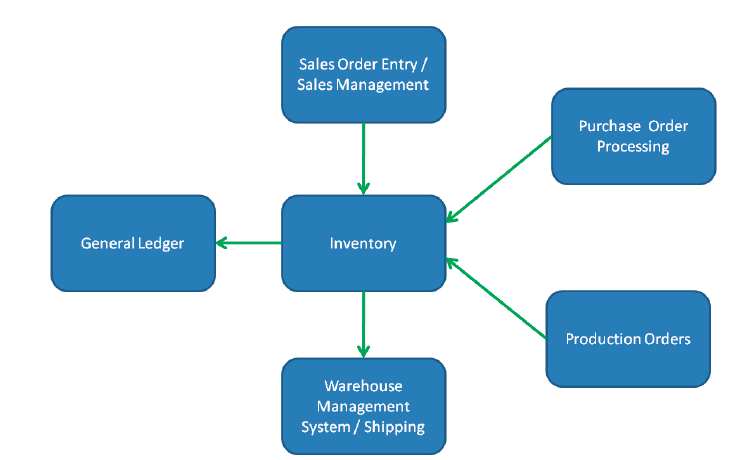 Sales Order Entry /
Sales Management
Purchase Order
Processing
General Ledger
Inventory
Production Orders
Warehouse
Management
System / Shipping